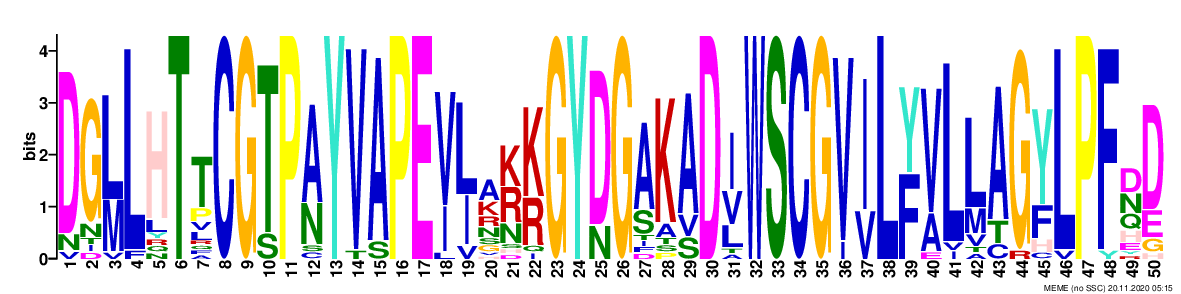 bits
4
3
2
1
0
DGLLHTTCGTPAYVAPEVLAKKGYDGAKADIWSCGVILYVLLAGYLPFDD
1 2 3 4 5 6 7 8 9 10 11 12 13 14 15 16 17 18 19 20 21 22 23 24 25 26 27 28 29 30 31 32 33 34 35 36 37 38 39 40 41 42 43 44 45 46 47 48 49 50
MEME (no SSC) 20.11.2020 05:15